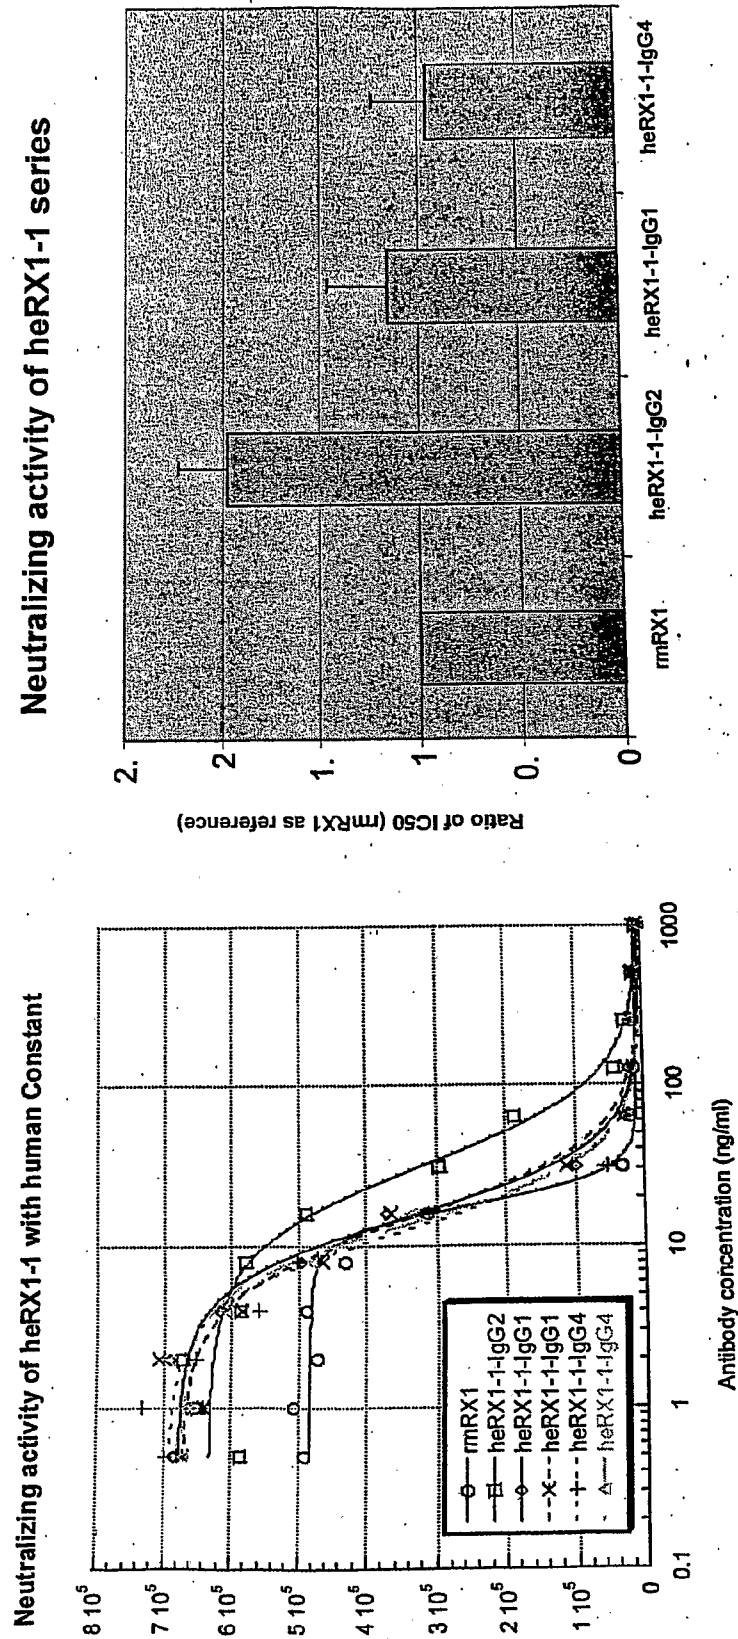 Neutralizing activity of heRX1-1 with human Constant
8 10⁵
7 10⁵
6 10⁵
5 10⁵
4 10⁵
3 10⁵
2 10⁵
1 10⁵
0
0.1
1
10
100
1000
Antibody concentration (ng/ml)
rmRX1
heRX1-1-IgG2
heRX1-1-IgG1
heRX1-1-IgG1
heRX1-1-IgG4
heRX1-1-IgG4
Neutralizing activity of heRX1-1 series
Ratio of IC50 (rmRX1 as reference)
2.
2
1.
1
0.
0
rmRX1
heRX1-1-IgG2
heRX1-1-IgG1
heRX1-1-IgG4